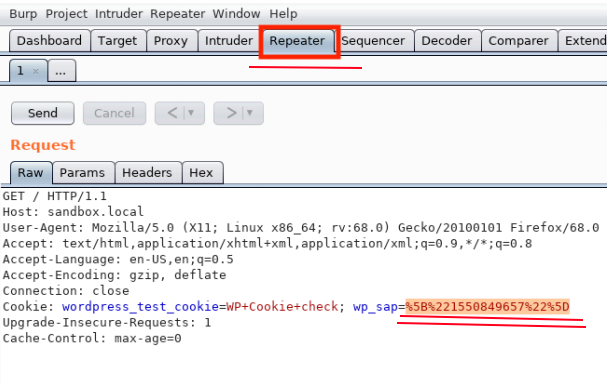 Burp Project Intruder Repeater Window Help
Dashboard Target Proxy Intruder Repeater Sequencer Decoder Comparer Extend
1 × ...
Send Cancel < ▼ > ▼
Request
Raw Params Headers Hex
GET / HTTP/1.1
Host: sandbox.local
User-Agent: Mozilla/5.0 (X11; Linux x86_64; rv:68.0) Gecko/20100101 Firefox/68.0
Accept: text/html,application/xhtml+xml,application/xml;q=0.9,*/*;q=0.8
Accept-Language: en-US,en;q=0.5
Accept-Encoding: gzip, deflate
Connection: close
Cookie: wordpress_test_cookie=WP+Cookie+check; wp_sap=%5B%221550849657%22%5D
Upgrade-Insecure-Requests: 1
Cache-Control: max-age=0